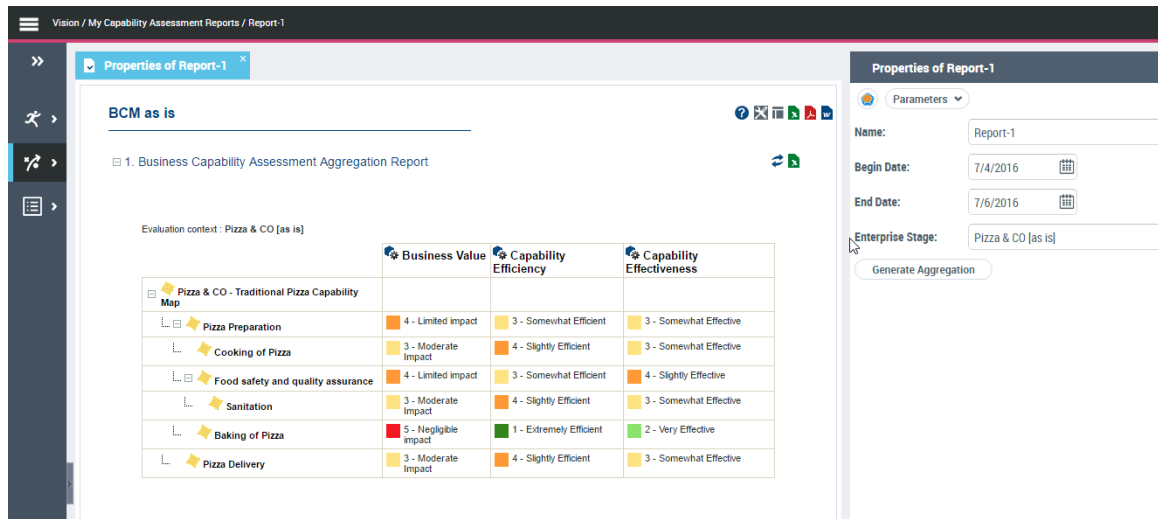 Vision / My Capability Assessment Reports / Report-1
Properties of Report-1
BCM as is
1. Business Capability Assessment Aggregation Report
Evaluation context : Pizza & CO [as is]
Business Value
Capability
Efficiency
Capability
Effectiveness
Pizza & CO - Traditional Pizza Capability
Map
Pizza Preparation
4 - Limited impact
3 - Somewhat Efficient
3 - Somewhat Effective
Cooking of Pizza
3 - Moderate
Impact
4 - Slightly Efficient
3 - Somewhat Effective
Food safety and quality assurance
4 - Limited impact
3 - Somewhat Efficient
4 - Slightly Effective
Sanitation
3 - Moderate
Impact
4 - Slightly Efficient
3 - Somewhat Effective
Baking of Pizza
5 - Negligible
impact
1 - Extremely Efficient
2 - Very Effective
Pizza Delivery
3 - Moderate
Impact
4 - Slightly Efficient
3 - Somewhat Effective
Properties of Report-1
Parameters
Name:
Report-1
Begin Date:
7/4/2016
End Date:
7/6/2016
Enterprise Stage:
Pizza & CO [as is]
Generate Aggregation